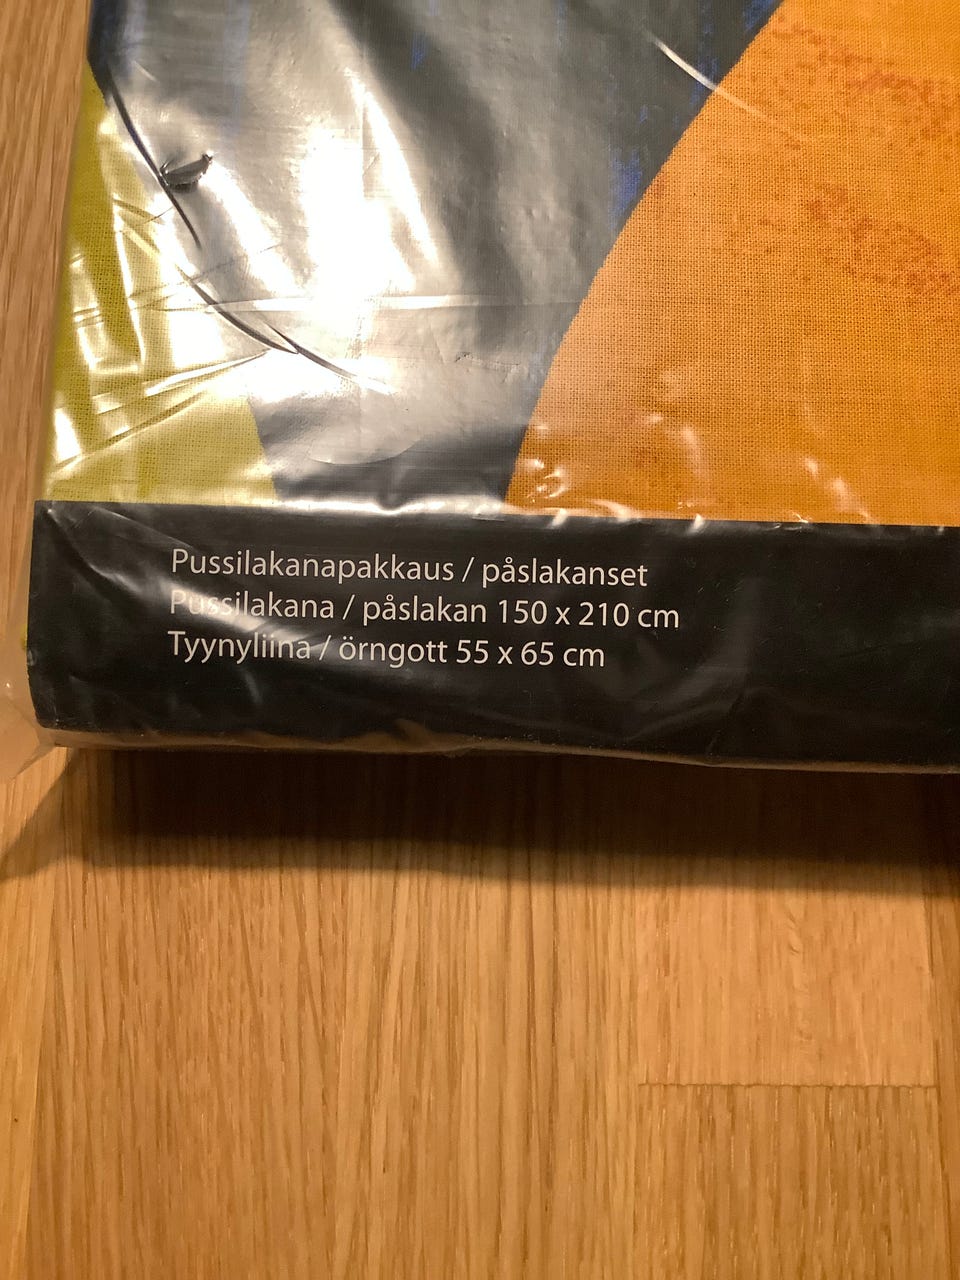 Pussilakanapakkaus / påslakanset
Pussilakana / påslakan 150 x 210 cm
Tyynyliina / örngott 55 x 65 cm